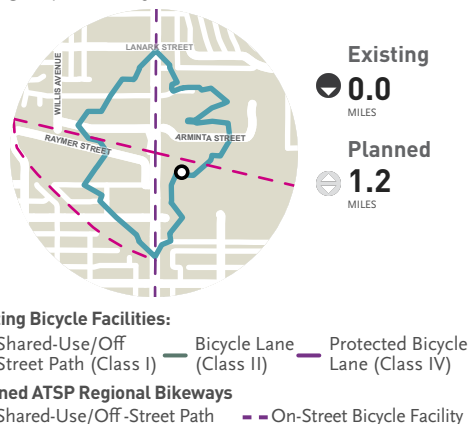 LANARK STREET
WILLIS AVENUE
ARMINTA STREET
RAYMER STREET
Existing
0.0
MILES
Planned
1.2
MILES
ting Bicycle Facilities:
Shared-Use/Off
Street Path (Class I)
Bicycle Lane
(Class II)
Protected Bicycle
Lane (Class IV)
ned ATSP Regional Bikeways
Shared-Use/Off-Street Path
On-Street Bicycle Facility